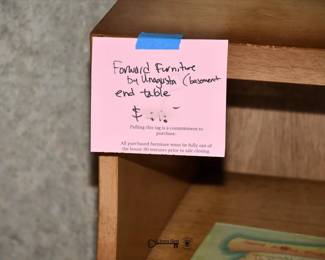 Forward Furniture
by Unagusta (basement
end table
$
Pulling this tag is a commitment to
purchase.
All purchased furniture must be fully out of
the house 30 minutes prior to sale closing.